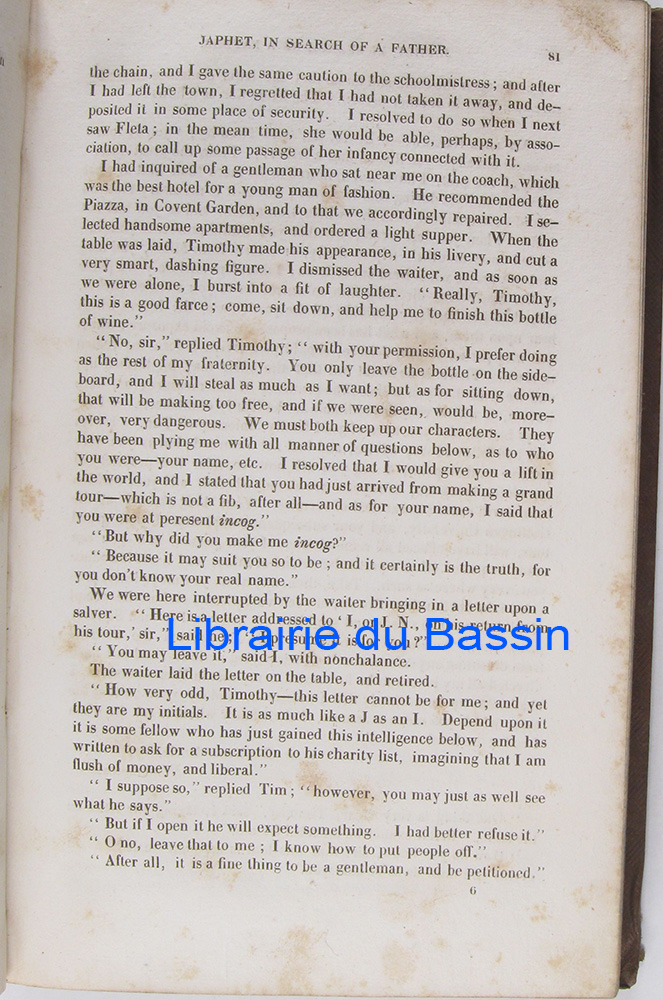 JAPHET, IN SEARCH OF A FATHER.
81
the chain, and I gave the same caution to the schoolmistress; and after
I had left the town, I regretted that I had not taken it away, and de-
posited it in some place of security. I resolved to do so when I next
saw Fleta; in the mean time, she would be able, perhaps, by asso-
ciation, to call up some passage of her infancy connected with it.
I had inquired of a gentleman who sat near me on the coach, which
was the best hotel for a young man of fashion. He recommended the
Piazza, in Covent Garden, and to that we accordingly repaired. I se-
lected handsome apartments, and ordered a light supper. When the
table was laid, Timothy made his appearance, in his livery, and cut a
very smart, dashing figure. I dismissed the waiter, and as soon as
we were alone, I burst into a fit of laughter. "Really, Timothy,
this is a good farce; come, sit down, and help me to finish this bottle
of wine."
"No, sir," replied Timothy; "with your permission, I prefer doing
as the rest of my fraternity. You only leave the bottle on the side-
board, and I will steal as much as I want; but as for sitting down,
that will be making too free, and if we were seen, would be, more-
over, very dangerous. We must both keep up our characters. They
have been plying me with all manner of questions below, as to who
you were—your name, etc. I resolved that I would give you a lift in
the world, and I stated that you had just arrived from making a grand
tour—which is not a fib, after all—and as for your name, I said that
you were at peresent incog."
"But why did you make me incog?"
"Because it may suit you so to be; and it certainly is the truth, for
you don't know your real name."
We were here interrupted by the waiter bringing in a letter upon a
salver. "Here is a letter addressed to 'I, or J. N., on his return from
his tour,' sir," said he; "I presume it is for you?"
Librairie du Bassin
"You may leave it," said I, with nonchalance.
The waiter laid the letter on the table, and retired.
"How very odd, Timothy—this letter cannot be for me; and yet
they are my initials. It is as much like a J as an I. Depend upon it
it is some fellow who has just gained this intelligence below, and has
written to ask for a subscription to his charity list, imagining that I am
flush of money, and liberal."
"I suppose so," replied Tim; "however, you may just as well see
what he says."
"But if I open it he will expect something. I had better refuse it."
"O no, leave that to me; I know how to put people off."
"After all, it is a fine thing to be a gentleman, and be petitioned."
6